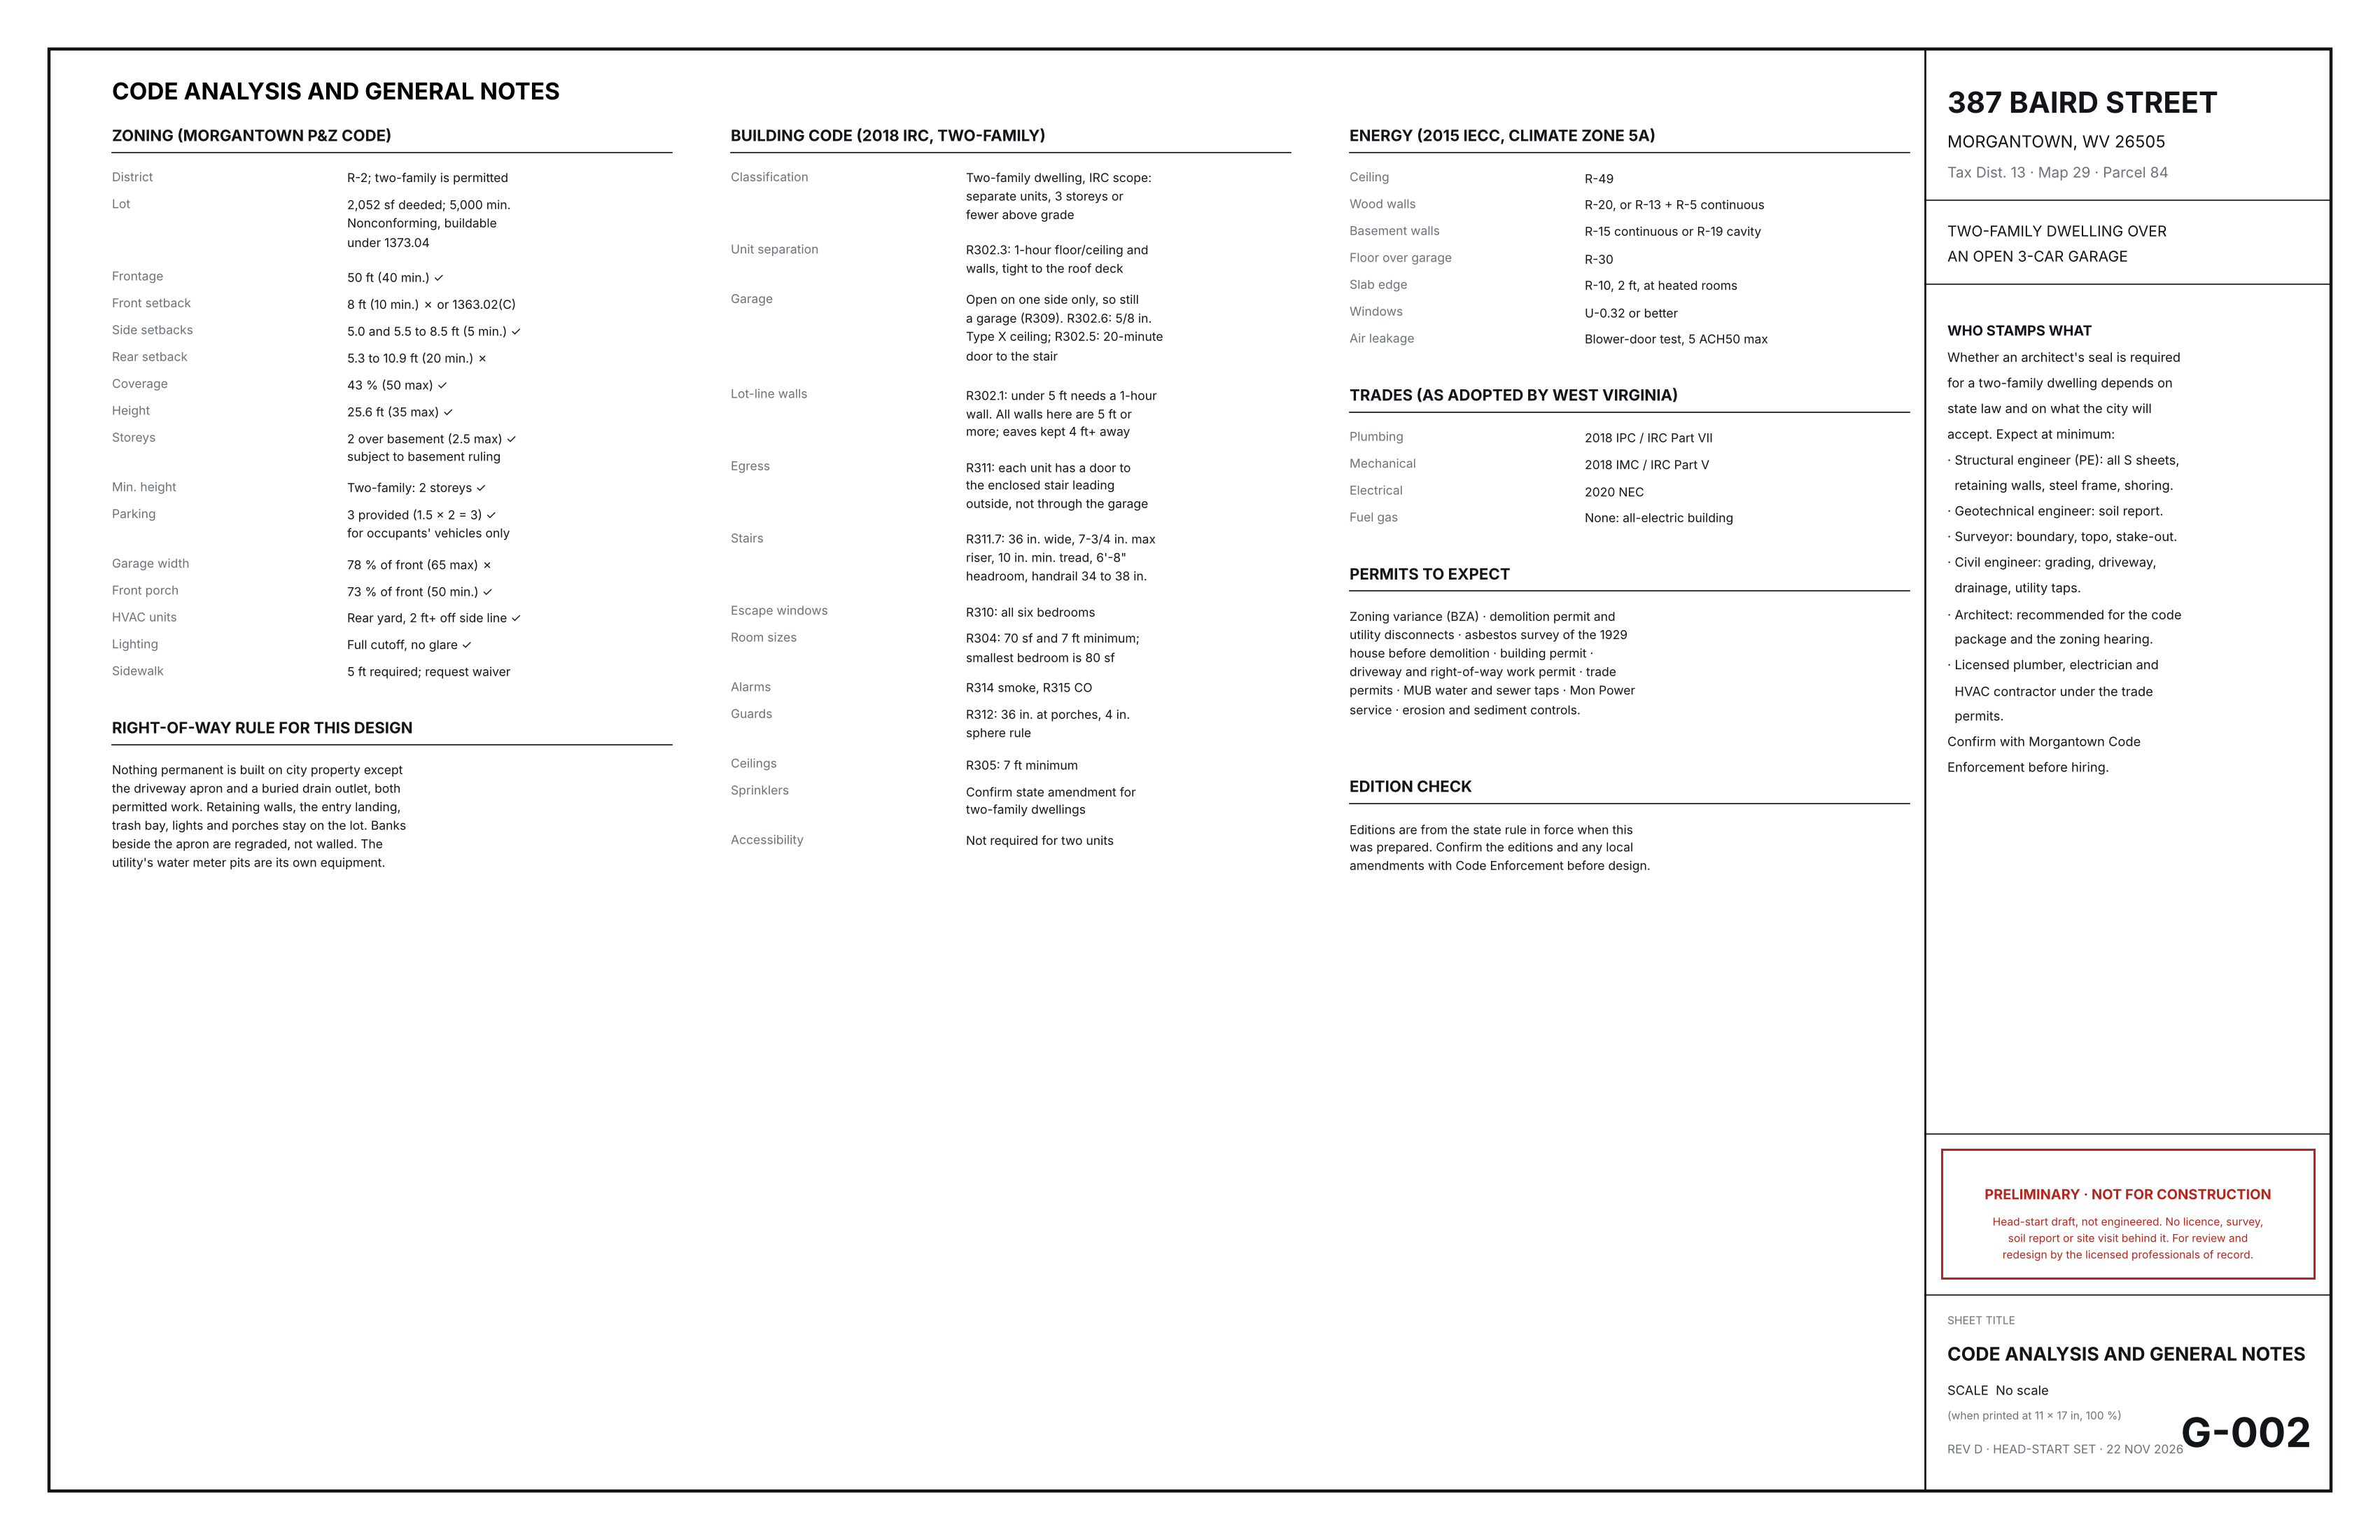 CODE ANALYSIS AND GENERAL NOTES
ZONING (MORGANTOWN P&Z CODE)
District R-2; two-family is permitted
Lot 2,052 sf deeded; 5,000 min.
Nonconforming, buildable
under 1373.04
Frontage 50 ft (40 min.) ✓
Front setback 8 ft (10 min.) × or 1363.02(C)
Side setbacks 5.0 and 5.5 to 8.5 ft (5 min.) ✓
Rear setback 5.3 to 10.9 ft (20 min.) ×
Coverage 43 % (50 max) ✓
Height 25.6 ft (35 max) ✓
Storeys 2 over basement (2.5 max) ✓
subject to basement ruling
Min. height Two-family: 2 storeys ✓
Parking 3 provided (1.5 × 2 = 3) ✓
for occupants' vehicles only
Garage width 78 % of front (65 max) ×
Front porch 73 % of front (50 min.) ✓
HVAC units Rear yard, 2 ft+ off side line ✓
Lighting Full cutoff, no glare ✓
Sidewalk 5 ft required; request waiver
RIGHT-OF-WAY RULE FOR THIS DESIGN
Nothing permanent is built on city property except
the driveway apron and a buried drain outlet, both
permitted work. Retaining walls, the entry landing,
trash bay, lights and porches stay on the lot. Banks
beside the apron are regraded, not walled. The
utility's water meter pits are its own equipment.
BUILDING CODE (2018 IRC, TWO-FAMILY)
Classification Two-family dwelling, IRC scope:
separate units, 3 storeys or
fewer above grade
Unit separation R302.3: 1-hour floor/ceiling and
walls, tight to the roof deck
Garage Open on one side only, so still
a garage (R309). R302.6: 5/8 in.
Type X ceiling; R302.5: 20-minute
door to the stair
Lot-line walls R302.1: under 5 ft needs a 1-hour
wall. All walls here are 5 ft or
more; eaves kept 4 ft+ away
Egress R311: each unit has a door to
the enclosed stair leading
outside, not through the garage
Stairs R311.7: 36 in. wide, 7-3/4 in. max
riser, 10 in. min. tread, 6'-8"
headroom, handrail 34 to 38 in.
Escape windows R310: all six bedrooms
Room sizes R304: 70 sf and 7 ft minimum;
smallest bedroom is 80 sf
Alarms R314 smoke, R315 CO
Guards R312: 36 in. at porches, 4 in.
sphere rule
Ceilings R305: 7 ft minimum
Sprinklers Confirm state amendment for
two-family dwellings
Accessibility Not required for two units
ENERGY (2015 IECC, CLIMATE ZONE 5A)
Ceiling R-49
Wood walls R-20, or R-13 + R-5 continuous
Basement walls R-15 continuous or R-19 cavity
Floor over garage R-30
Slab edge R-10, 2 ft, at heated rooms
Windows U-0.32 or better
Air leakage Blower-door test, 5 ACH50 max
TRADES (AS ADOPTED BY WEST VIRGINIA)
Plumbing 2018 IPC / IRC Part VII
Mechanical 2018 IMC / IRC Part V
Electrical 2020 NEC
Fuel gas None: all-electric building
PERMITS TO EXPECT
Zoning variance (BZA) · demolition permit and
utility disconnects · asbestos survey of the 1929
house before demolition · building permit ·
driveway and right-of-way work permit · trade
permits · MUB water and sewer taps · Mon Power
service · erosion and sediment controls.
EDITION CHECK
Editions are from the state rule in force when this
was prepared. Confirm the editions and any local
amendments with Code Enforcement before design.
387 BAIRD STREET
MORGANTOWN, WV 26505
Tax Dist. 13 · Map 29 · Parcel 84
TWO-FAMILY DWELLING OVER
AN OPEN 3-CAR GARAGE
WHO STAMPS WHAT
Whether an architect's seal is required
for a two-family dwelling depends on
state law and on what the city will
accept. Expect at minimum:
· Structural engineer (PE): all S sheets,
retaining walls, steel frame, shoring.
· Geotechnical engineer: soil report.
· Surveyor: boundary, topo, stake-out.
· Civil engineer: grading, driveway,
drainage, utility taps.
· Architect: recommended for the code
package and the zoning hearing.
· Licensed plumber, electrician and
HVAC contractor under the trade
permits.
Confirm with Morgantown Code
Enforcement before hiring.
PRELIMINARY · NOT FOR CONSTRUCTION
Head-start draft, not engineered. No licence, survey,
soil report or site visit behind it. For review and
redesign by the licensed professionals of record.
SHEET TITLE
CODE ANALYSIS AND GENERAL NOTES
SCALE No scale
(when printed at 11 × 17 in, 100 %)
REV D · HEAD-START SET · 22 NOV 2026
G-002